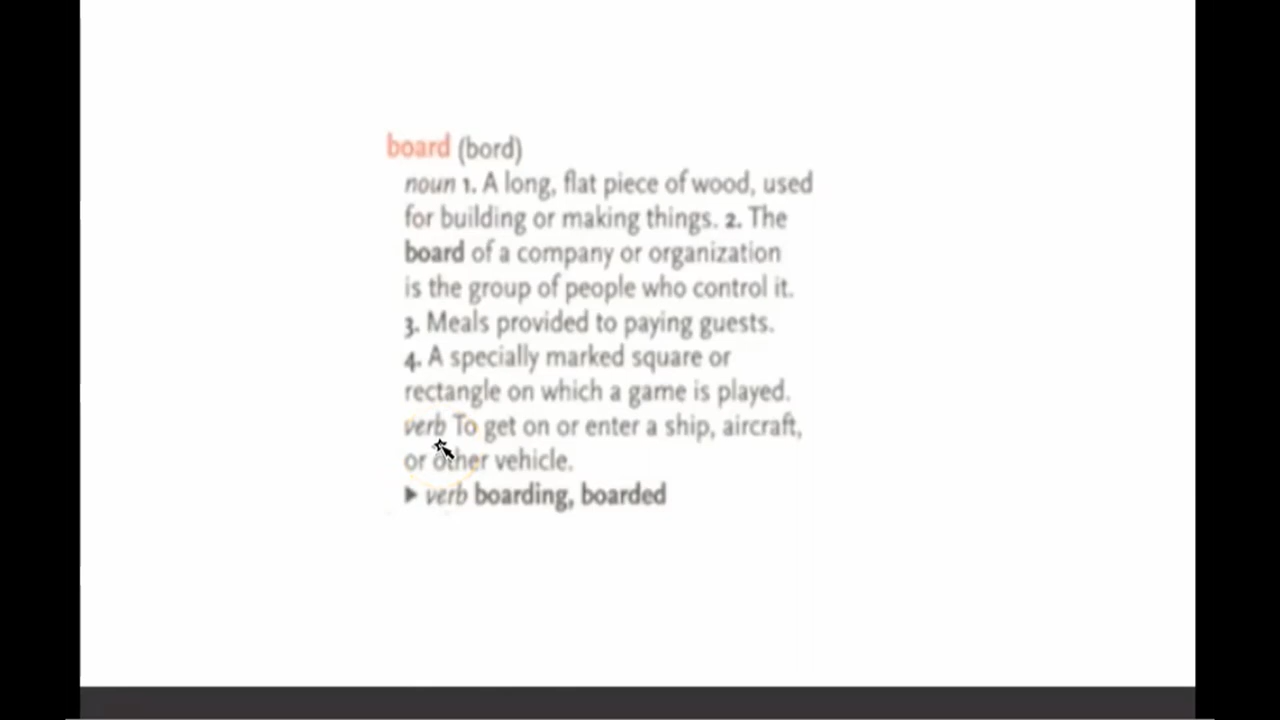 board (bord)
noun 1. A long, flat piece of wood, used
for building or making things. 2. The
board of a company or organization
is the group of people who control it.
3. Meals provided to paying guests.
4. A specially marked square or
rectangle on which a game is played.
verb To get on or enter a ship, aircraft,
or other vehicle.
▶ verb boarding, boarded